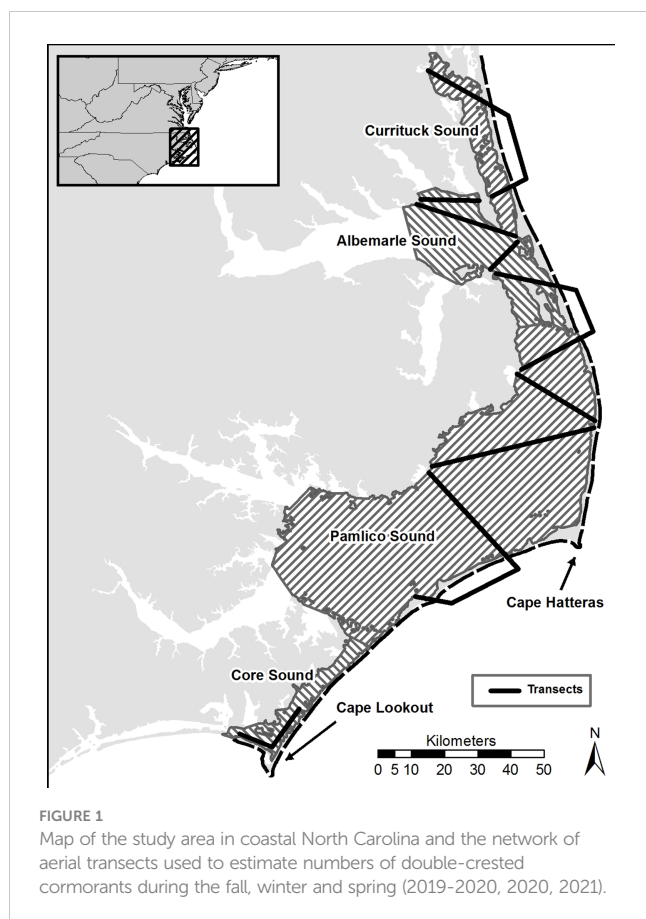 Currituck Sound
Albemarle Sound
Pamlico Sound
Cape Hatteras
Core Sound
Transects
Cape Lookout
Kilometers
N
0 5 10 20 30 40 50
FIGURE 1
Map of the study area in coastal North Carolina and the network of
aerial transects used to estimate numbers of double-crested
cormorants during the fall, winter and spring (2019-2020, 2020, 2021).